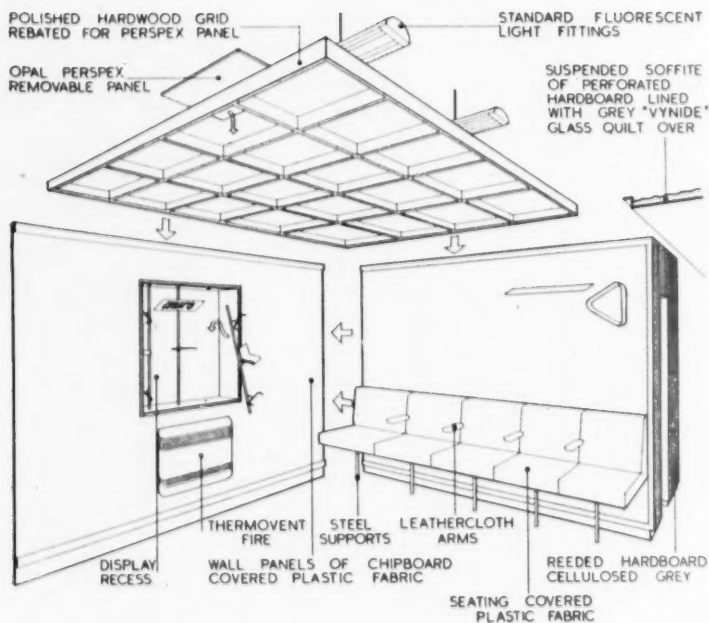 POLISHED HARDWOOD GRID
REBATED FOR PERSPEX PANEL
STANDARD FLUORESCENT
LIGHT FITTINGS
OPAL PERSPEX
REMOVABLE PANEL
SUSPENDED SOFFITE
OF PERFORATED
HARDBOARD LINED
WITH GREY "VYNIDE"
GLASS QUILT OVER
THERMOVENT
FIRE
STEEL
SUPPORTS
LEATHERCLOTH
ARMS
DISPLAY
RECESS
WALL PANELS OF CHIPBOARD
COVERED PLASTIC FABRIC
REEDED HARDBOARD
CELLULOSED GREY
SEATING COVERED
PLASTIC FABRIC